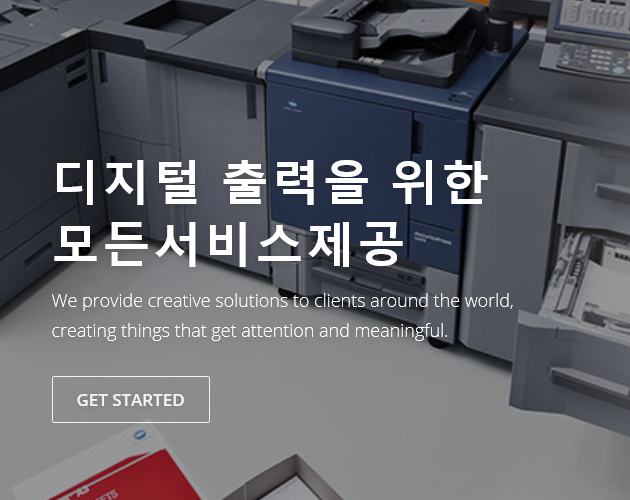 디지털 출력을 위한
모든서비스제공
We provide creative solutions to clients around the world,
creating things that get attention and meaningful.
GET STARTED